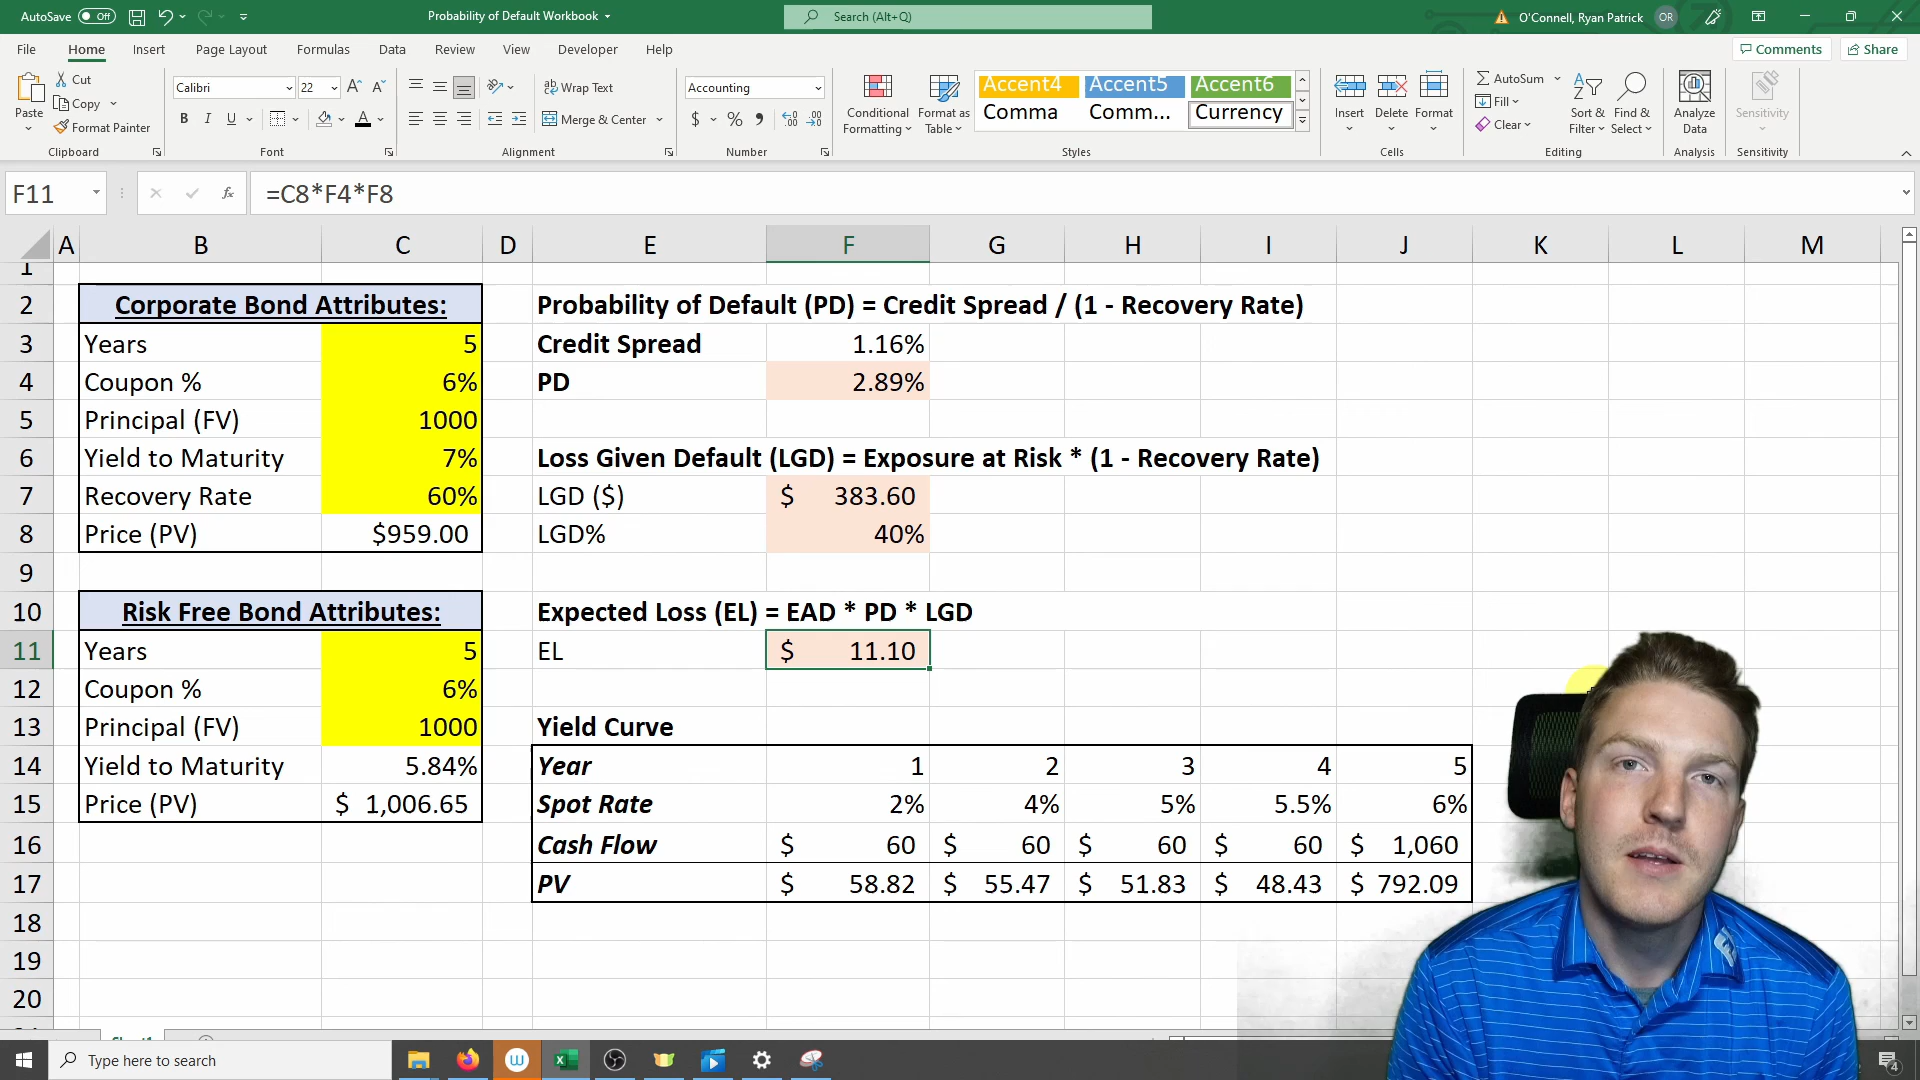 AutoSave Off
Probability of Default Workbook
Search (Alt+Q)
O'Connell, Ryan Patrick OR
File Home Insert Page Layout Formulas Data Review View Developer Help
Comments Share
Paste
Cut
Copy
Format Painter
Clipboard
Calibri 22
B I U
Font
Wrap Text
Merge & Center
Alignment
Accounting
$ % 9
Number
Conditional Formatting
Format as Table
Accent4 Accent5 Accent6
Comma Comm... Currency
Styles
Insert Delete Format
Cells
AutoSum
Fill
Clear
Sort & Filter
Find & Select
Editing
Analyze Data
Analysis
Sensitivity
Sensitivity
F11 fx =C8*F4*F8
A B C D E F G H I J K L M
1
2 Corporate Bond Attributes: Probability of Default (PD) = Credit Spread / (1 - Recovery Rate)
3 Years 5 Credit Spread 1.16%
4 Coupon % 6% PD 2.89%
5 Principal (FV) 1000
6 Yield to Maturity 7% Loss Given Default (LGD) = Exposure at Risk * (1 - Recovery Rate)
7 Recovery Rate 60% LGD ($) $ 383.60
8 Price (PV) $959.00 LGD% 40%
9
10 Risk Free Bond Attributes: Expected Loss (EL) = EAD * PD * LGD
11 Years 5 EL $ 11.10
12 Coupon % 6%
13 Principal (FV) 1000 Yield Curve
14 Yield to Maturity 5.84% Year 1 2 3 4 5
15 Price (PV) $ 1,006.65 Spot Rate 2% 4% 5% 5.5% 6%
16 Cash Flow $ 60 $ 60 $ 60 $ 60 $ 1,060
17 PV $ 58.82 $ 55.47 $ 51.83 $ 48.43 $ 792.09
18
19
20
Sheet1
Type here to search
4